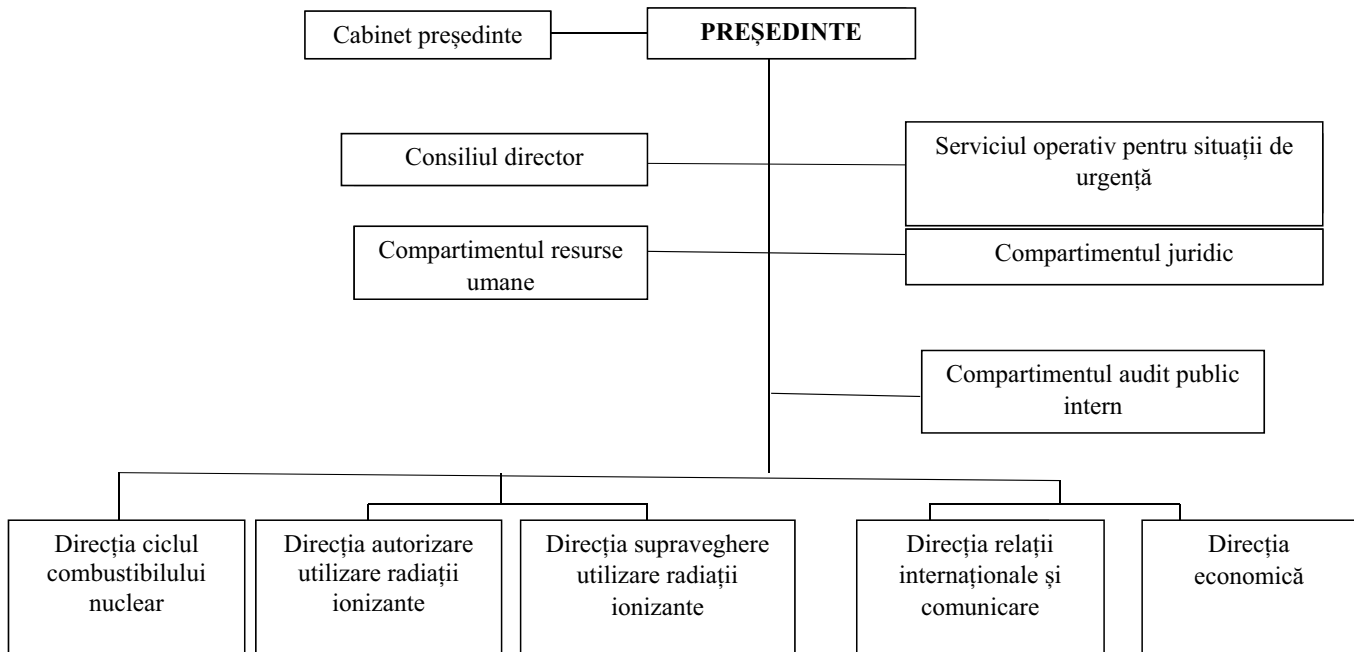 Cabinet președinte
PREȘEDINTE
Consiliul director
Serviciul operativ pentru situații de
urgență
Compartimentul resurse
umane
Compartimentul juridic
Compartimentul audit public
intern
Direcția ciclul
combustibilului
nuclear
Direcția autorizare
utilizare radiații
ionizante
Direcția supraveghere
utilizare radiații
ionizante
Direcția relații
internaționale și
comunicare
Direcția
economică